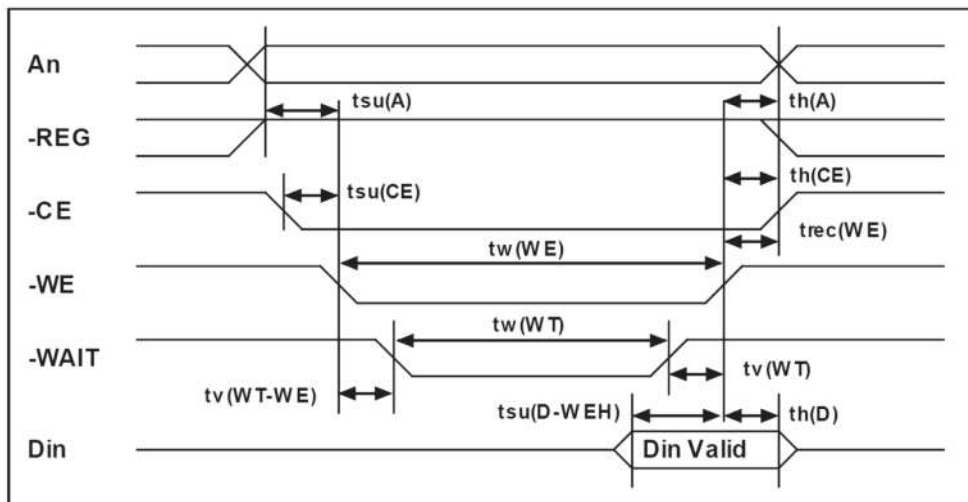 An
tsu(A)
th(A)
-REG
tsu(CE)
th(CE)
-CE
trec(WE)
tw(WE)
-WE
tw(WT)
-WAIT
tv(WT-WE)
tv(WT)
tsu(D-WEH)
th(D)
Din
Din Valid